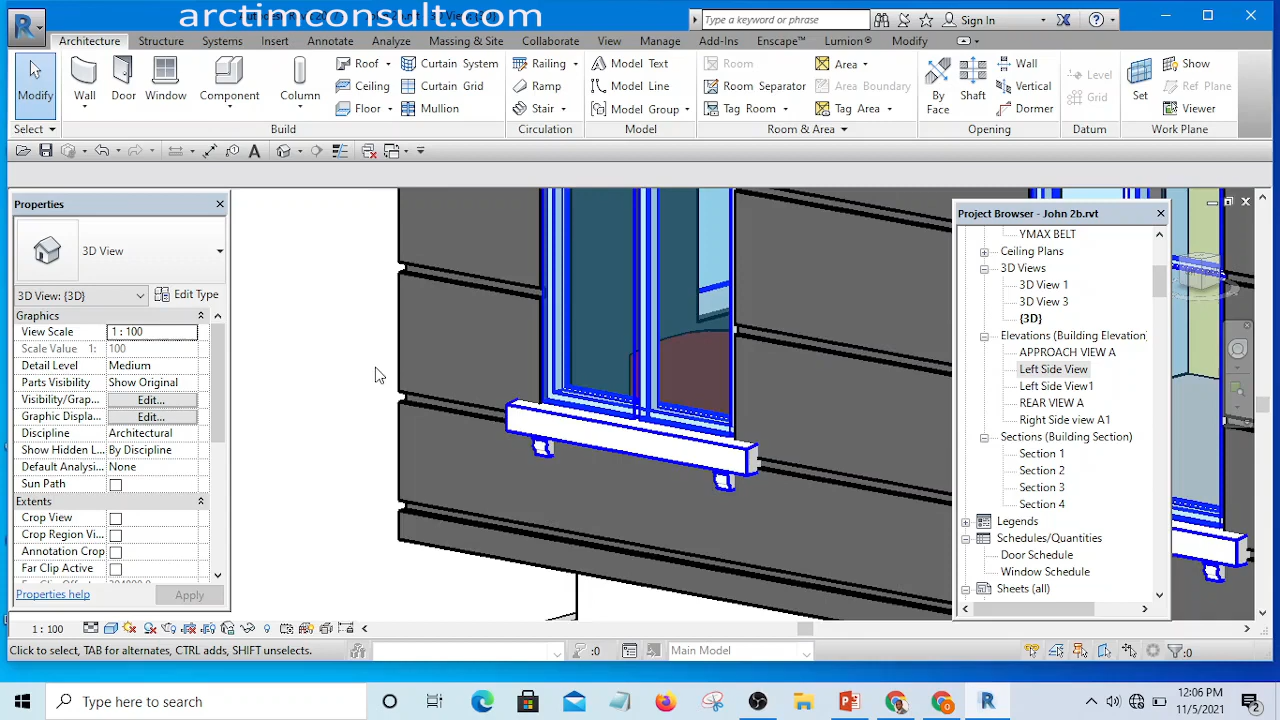 arctimconsult.com
Type a keyword or phrase
Sign In
Architecture Structure Systems Insert Annotate Analyze Massing & Site Collaborate View Manage Add-Ins Enscape™ Lumion® Modify
Modify
Wall
Door
Window
Component
Column
Roof
Ceiling
Floor
Curtain System
Curtain Grid
Mullion
Railing
Ramp
Stair
Model Text
Model Line
Model Group
Room
Room Separator
Tag Room
Area
Area Boundary
Tag Area
By Face
Shaft
Wall
Vertical
Dormer
Level
Grid
Set
Show
Ref Plane
Viewer
Select Build Circulation Model Room & Area Opening Datum Work Plane
Properties
3D View
3D View: {3D} Edit Type
Graphics
View Scale 1 : 100
Scale Value 1: 100
Detail Level Medium
Parts Visibility Show Original
Visibility/Grap... Edit...
Graphic Displa... Edit...
Discipline Architectural
Show Hidden L... By Discipline
Default Analysi... None
Sun Path
Extents
Crop View
Crop Region Vi...
Annotation Crop
Far Clip Active
Properties help Apply
Project Browser - John 2b.rvt
YMAX BELT
Ceiling Plans
3D Views
3D View 1
3D View 3
{3D}
Elevations (Building Elevation)
APPROACH VIEW A
Left Side View
Left Side View1
REAR VIEW A
Right Side view A1
Sections (Building Section)
Section 1
Section 2
Section 3
Section 4
Legends
Schedules/Quantities
Door Schedule
Window Schedule
Sheets (all)
1 : 100
Click to select, TAB for alternates, CTRL adds, SHIFT unselects.
:0
Main Model
:0
Type here to search
12:06 PM
11/5/2021
2